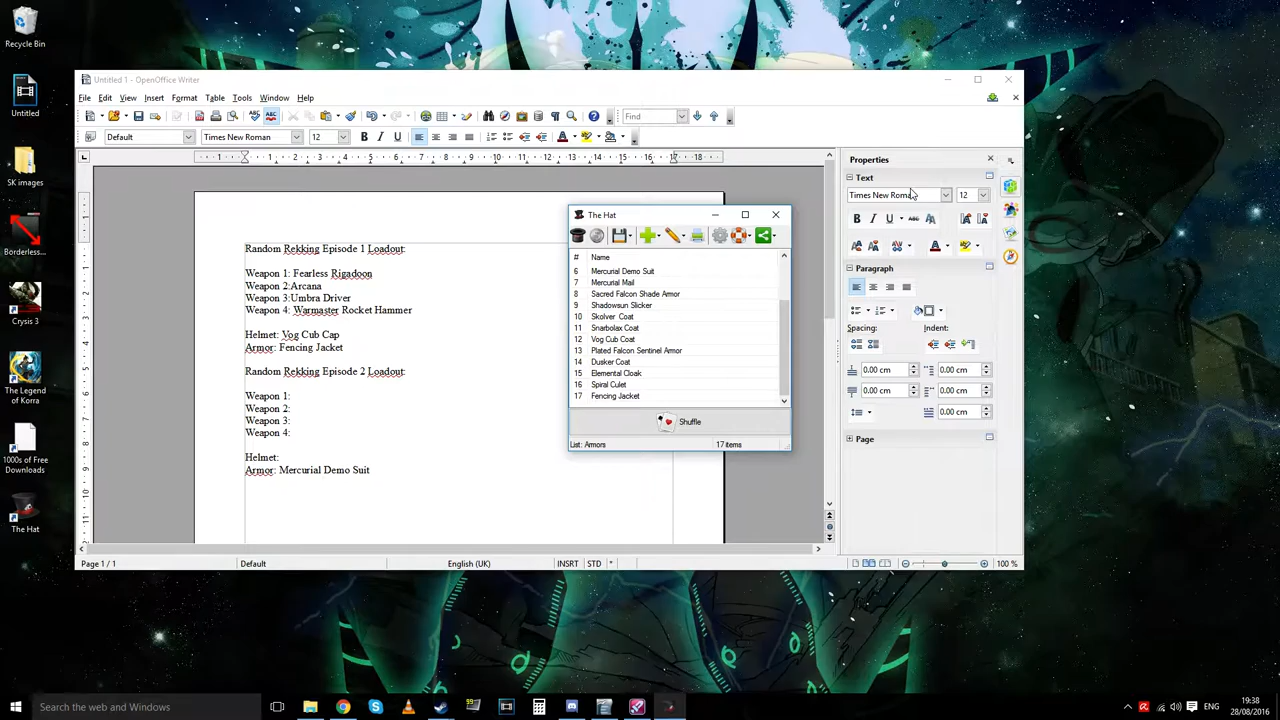 Recycle Bin
Untitled
SK images
Borderless...
Crysis 3
The Legend of Korra
1000s of Free Downloads
The Hat
Untitled 1 - OpenOffice Writer
File Edit View Insert Format Table Tools Window Help
Find
Default Times New Roman 12
Random Rekking Episode 1 Loadout:
Weapon 1: Fearless Rigadoon
Weapon 2:Arcana
Weapon 3:Umbra Driver
Weapon 4: Warmaster Rocket Hammer
Helmet: Vog Cub Cap
Armor: Fencing Jacket
Random Rekking Episode 2 Loadout:
Weapon 1:
Weapon 2:
Weapon 3:
Weapon 4:
Helmet:
Armor: Mercurial Demo Suit
The Hat
# Name
6 Mercurial Demo Suit
7 Mercurial Mail
8 Sacred Falcon Shade Armor
9 Shadowsun Slicker
10 Skolver Coat
11 Snarbolax Coat
12 Vog Cub Coat
13 Plated Falcon Sentinel Armor
14 Dusker Coat
15 Elemental Cloak
16 Spiral Culet
17 Fencing Jacket
Shuffle
List: Armors 17 items
Properties
Text
Times New Roman 12
Paragraph
Spacing: Indent:
0.00 cm 0.00 cm
0.00 cm 0.00 cm
0.00 cm
Page
Page 1 / 1 Default English (UK) INSRT STD * 100 %
Search the web and Windows
ENG
19:38
28/08/2016